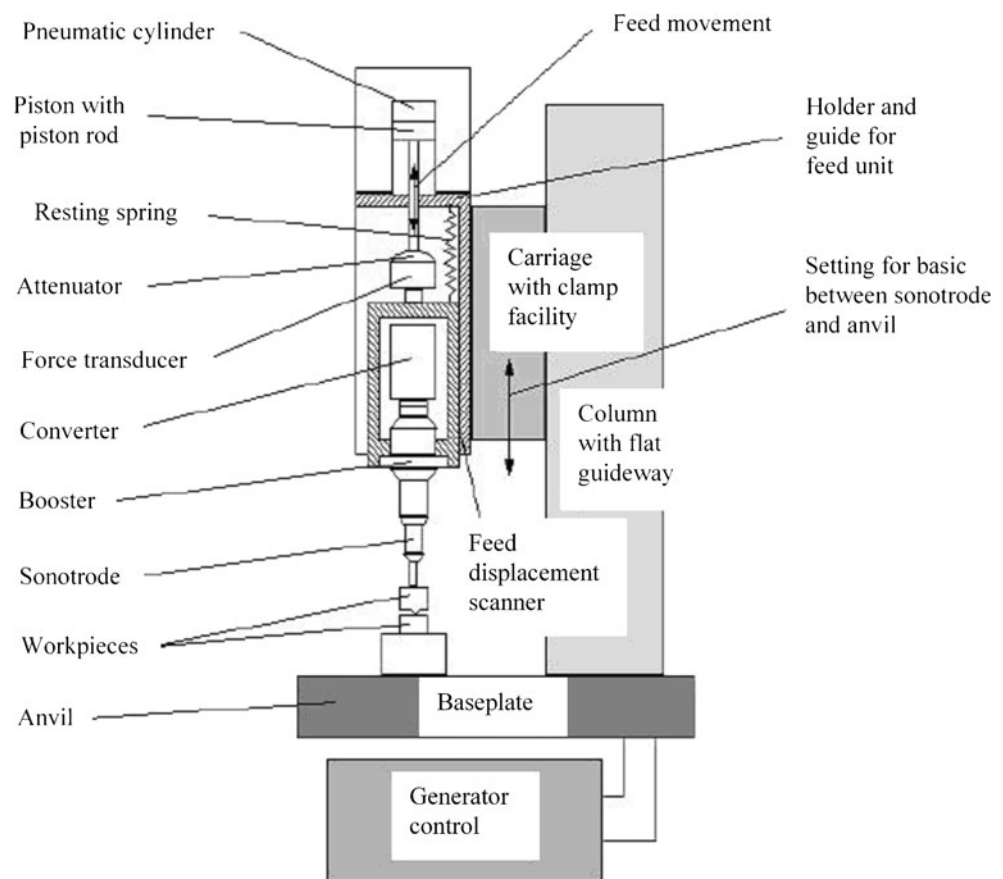 Pneumatic cylinder
Feed movement
Piston with
piston rod
Holder and
guide for
feed unit
Resting spring
Carriage
with clamp
facility
Setting for basic
between sonotrode
and anvil
Attenuator
Force transducer
Converter
Column
with flat
guideway
Booster
Feed
displacement
scanner
Sonotrode
Workpieces
Anvil
Baseplate
Generator
control